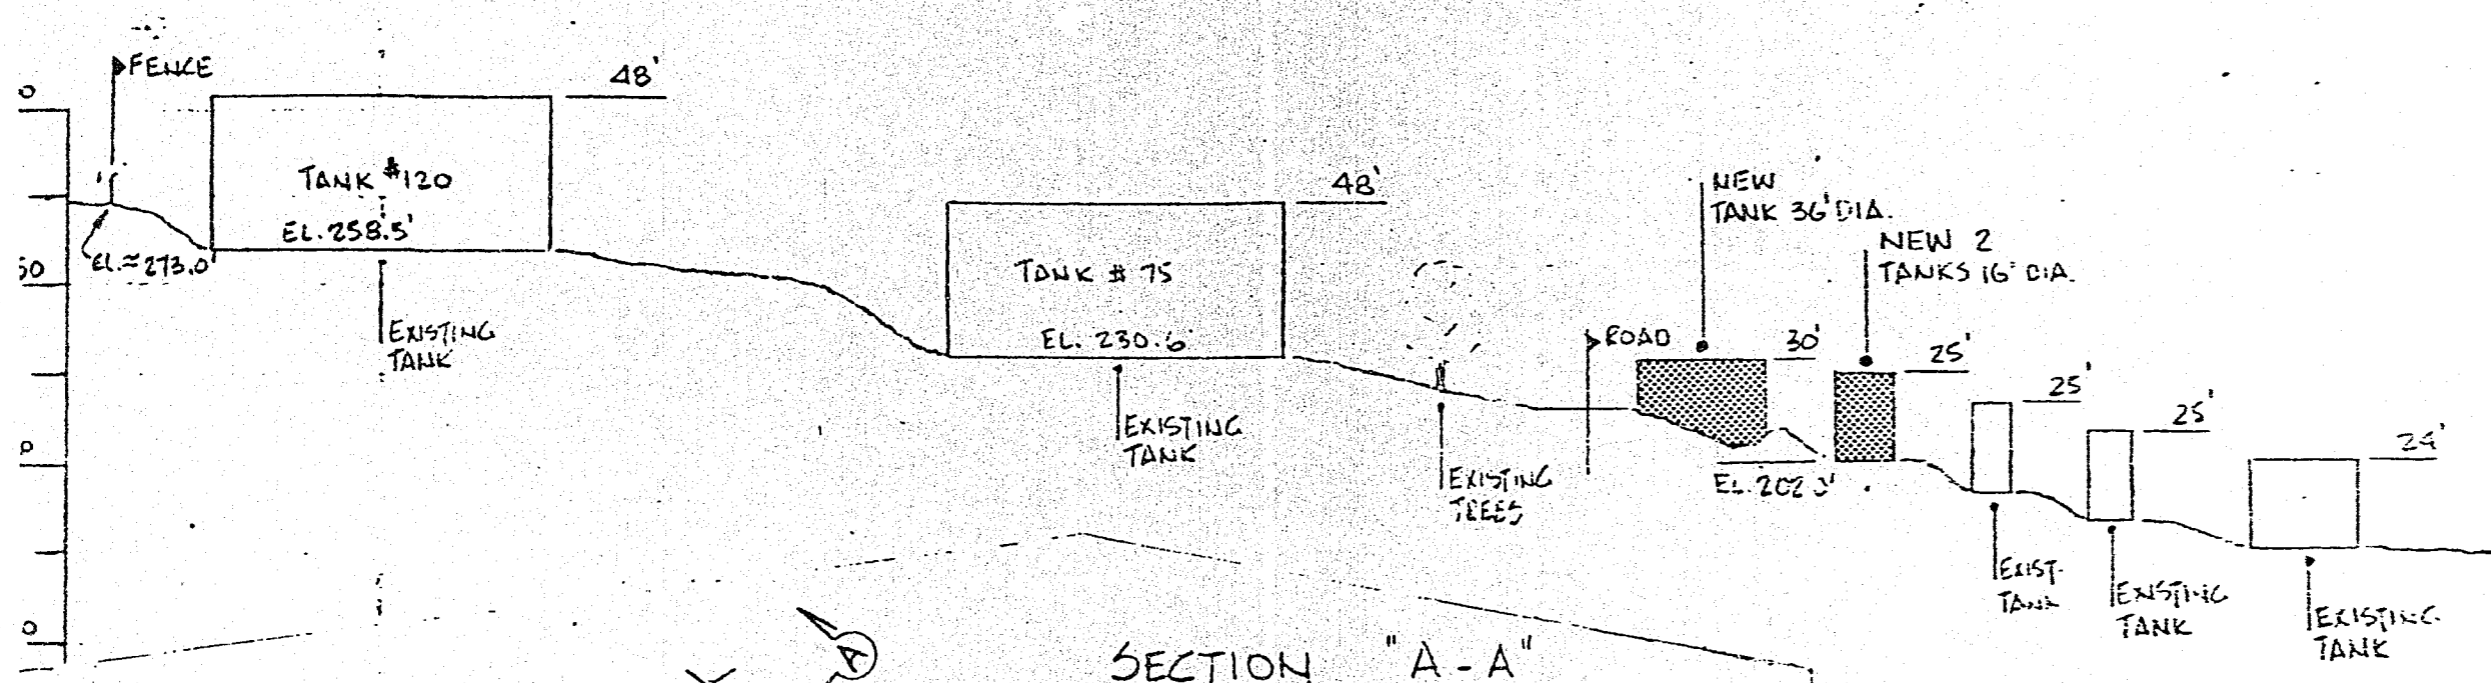 FENCE
48'
TANK #120
EL. 258.5'
EL.≈273.0'
EXISTING
TANK
48'
TANK # 75
EL. 230.6'
EXISTING
TANK
EXISTING
TREES
ROAD
NEW
TANK 36' DIA.
30'
NEW 2
TANKS 16' DIA.
25'
25'
25'
24'
EXIST.
TANK
EXISTING
TANK
EXISTING
TANK
A
SECTION "A-A"